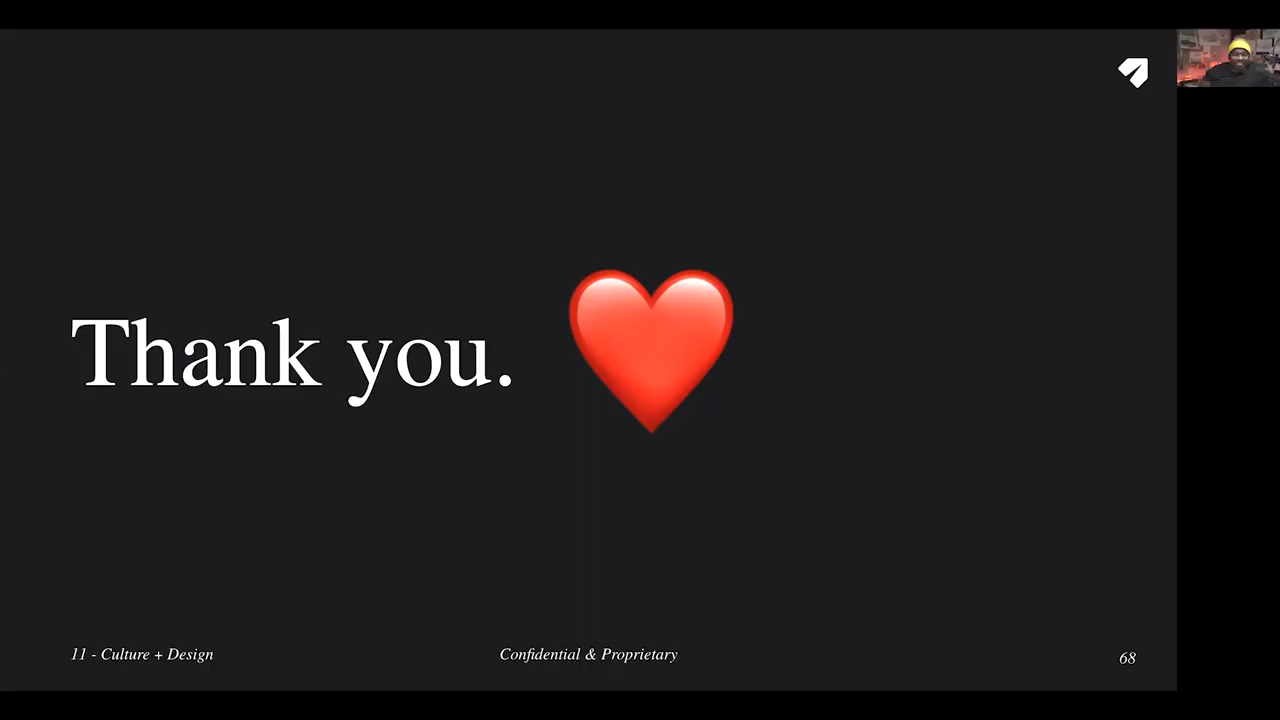 Thank you.
11 - Culture + Design
Confidential & Proprietary
68